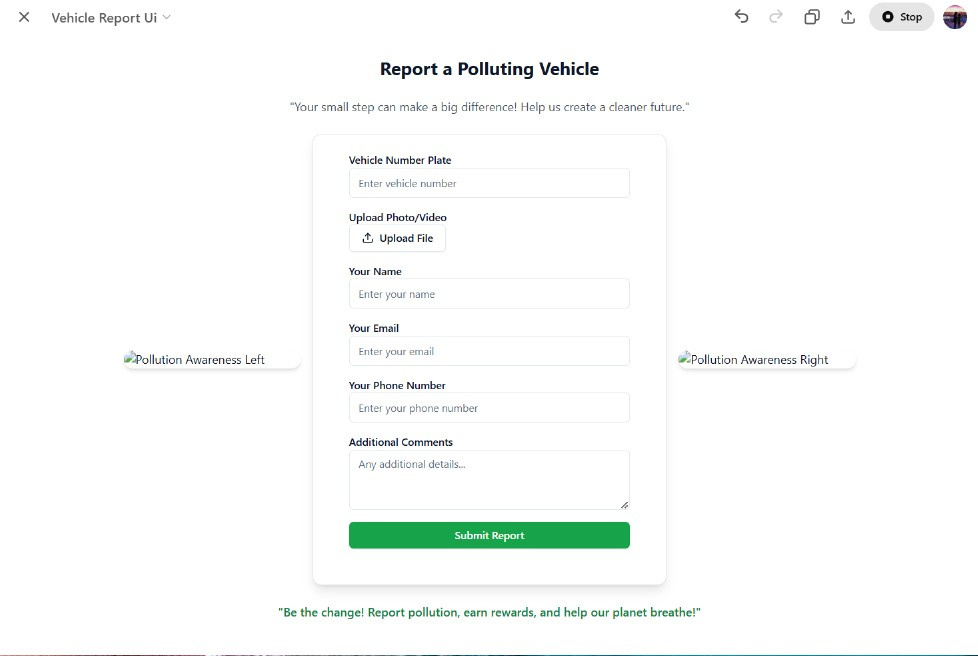 Vehicle Report Ui
Stop
Report a Polluting Vehicle
"Your small step can make a big difference! Help us create a cleaner future."
Vehicle Number Plate
Enter vehicle number
Upload Photo/Video
Upload File
Your Name
Enter your name
Your Email
Enter your email
Pollution Awareness Left
Pollution Awareness Right
Your Phone Number
Enter your phone number
Additional Comments
Any additional details...
Submit Report
"Be the change! Report pollution, earn rewards, and help our planet breathe!"